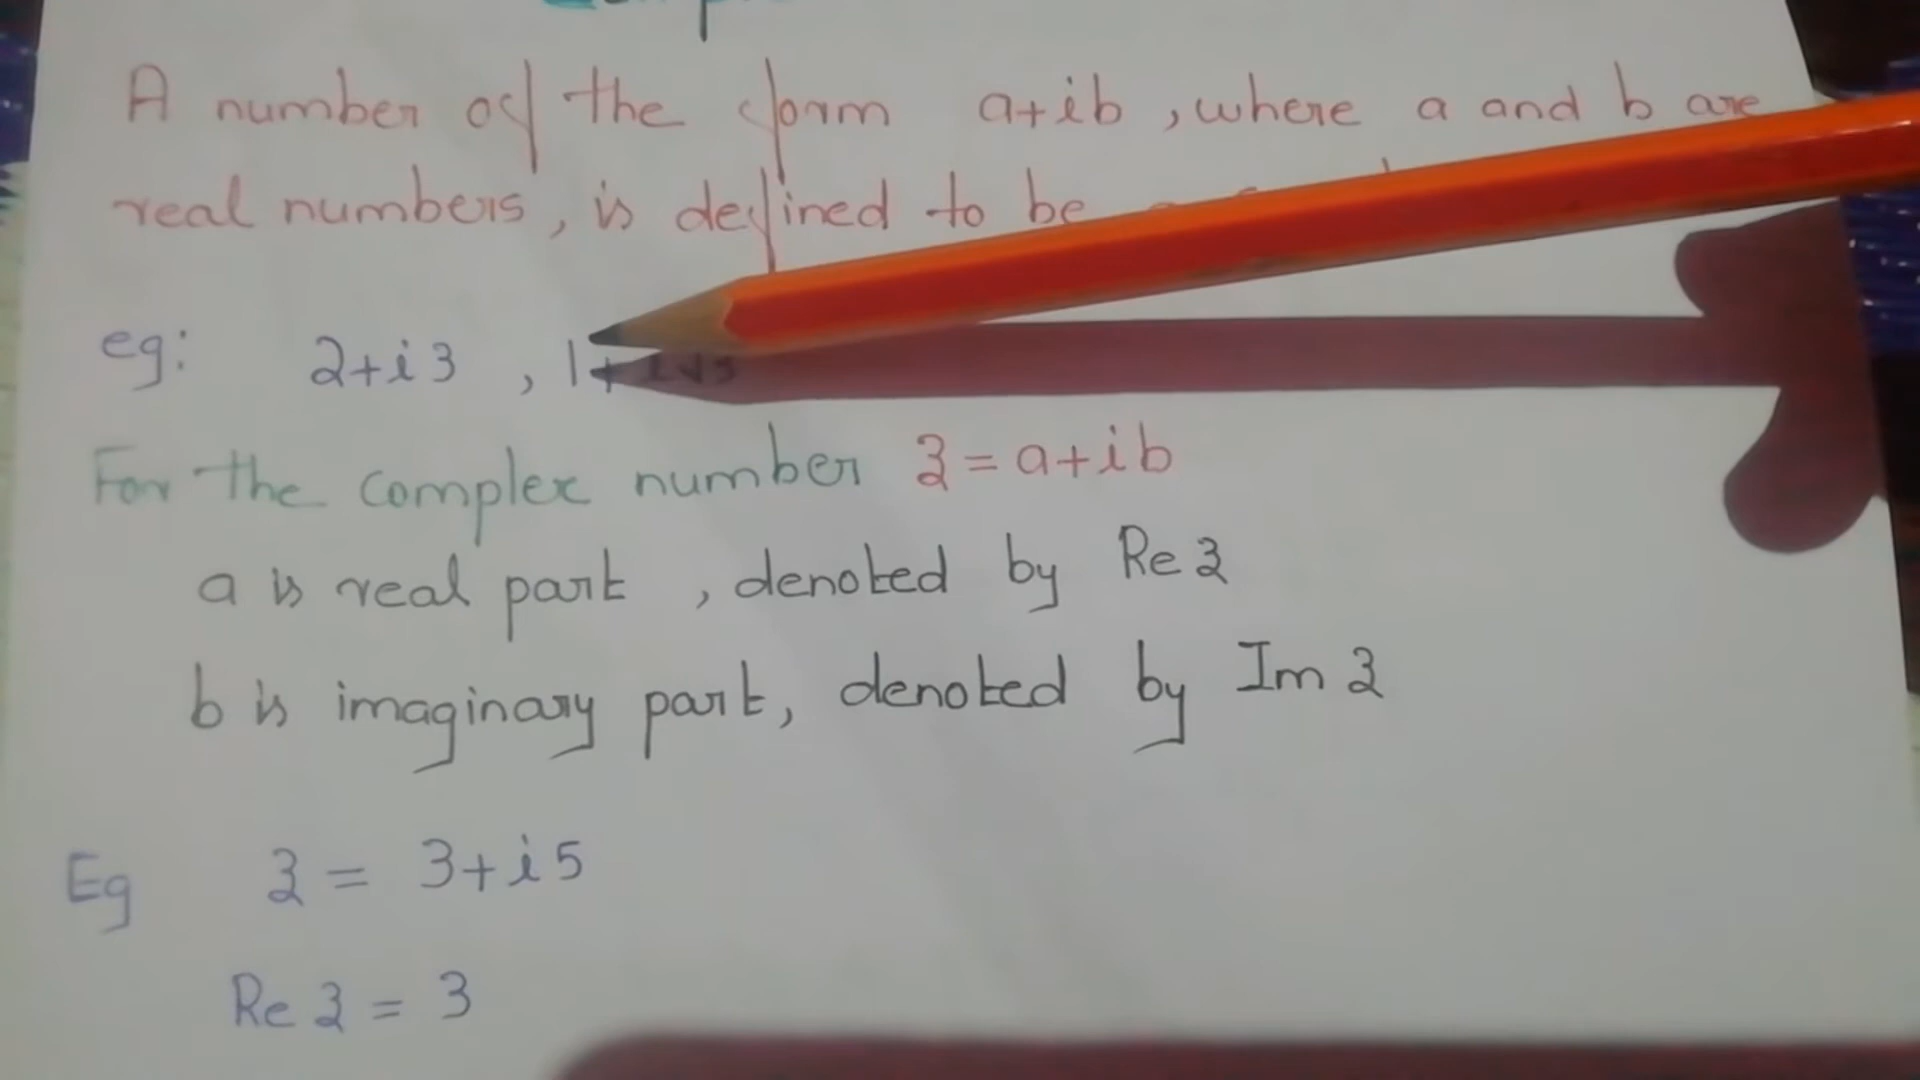 A number of the form a+ib , where a and b are
real numbers, is defined to be
eg: 2+i3 , 1+i√5
For the complex number z = a+ib
a is real part , denoted by Re z
b is imaginary part, denoted by Im z
Eg z = 3+i5
Re z = 3